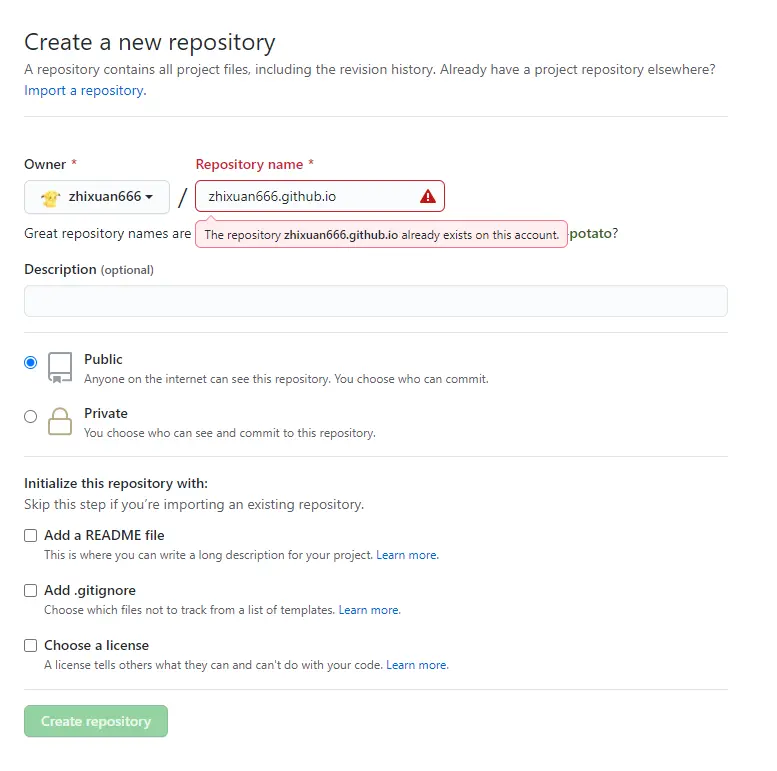 Create a new repository
A repository contains all project files, including the revision history. Already have a project repository elsewhere?
Import a repository.
Owner * Repository name *
zhixuan666 / zhixuan666.github.io
Great repository names are
The repository zhixuan666.github.io already exists on this account.
potato?
Description (optional)
Public
Anyone on the internet can see this repository. You choose who can commit.
Private
You choose who can see and commit to this repository.
Initialize this repository with:
Skip this step if you're importing an existing repository.
Add a README file
This is where you can write a long description for your project. Learn more.
Add .gitignore
Choose which files not to track from a list of templates. Learn more.
Choose a license
A license tells others what they can and can't do with your code. Learn more.
Create repository